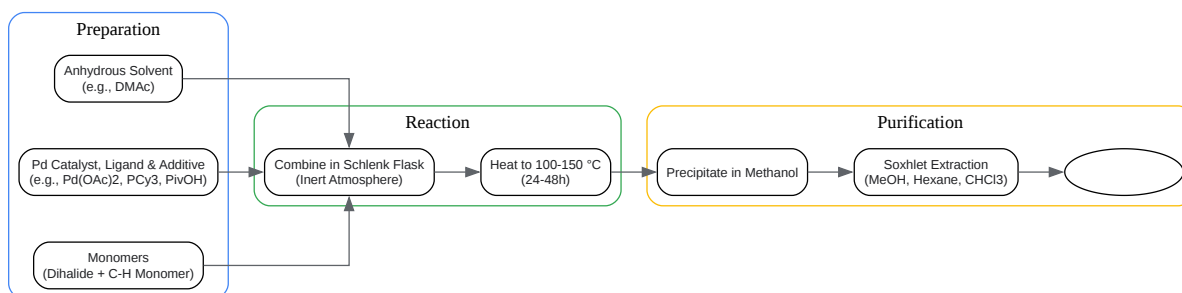 Preparation
Anhydrous Solvent
(e.g., DMAc)
Pd Catalyst, Ligand & Additive
(e.g., Pd(OAc)2, PCy3, PivOH)
Monomers
(Dihalide + C-H Monomer)
Reaction
Combine in Schlenk Flask
(Inert Atmosphere)
Heat to 100-150 °C
(24-48h)
Purification
Precipitate in Methanol
Soxhlet Extraction
(MeOH, Hexane, CHCl3)